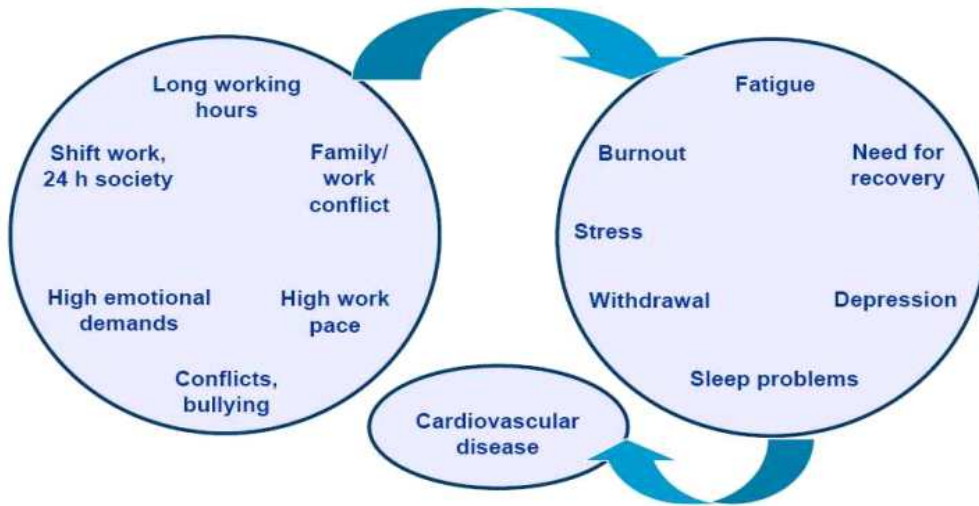 Long working
hours
Shift work,
24 h society
Family/
work
conflict
High emotional
demands
High work
pace
Conflicts,
bullying
Fatigue
Burnout
Need for
recovery
Stress
Withdrawal
Depression
Sleep problems
Cardiovascular
disease